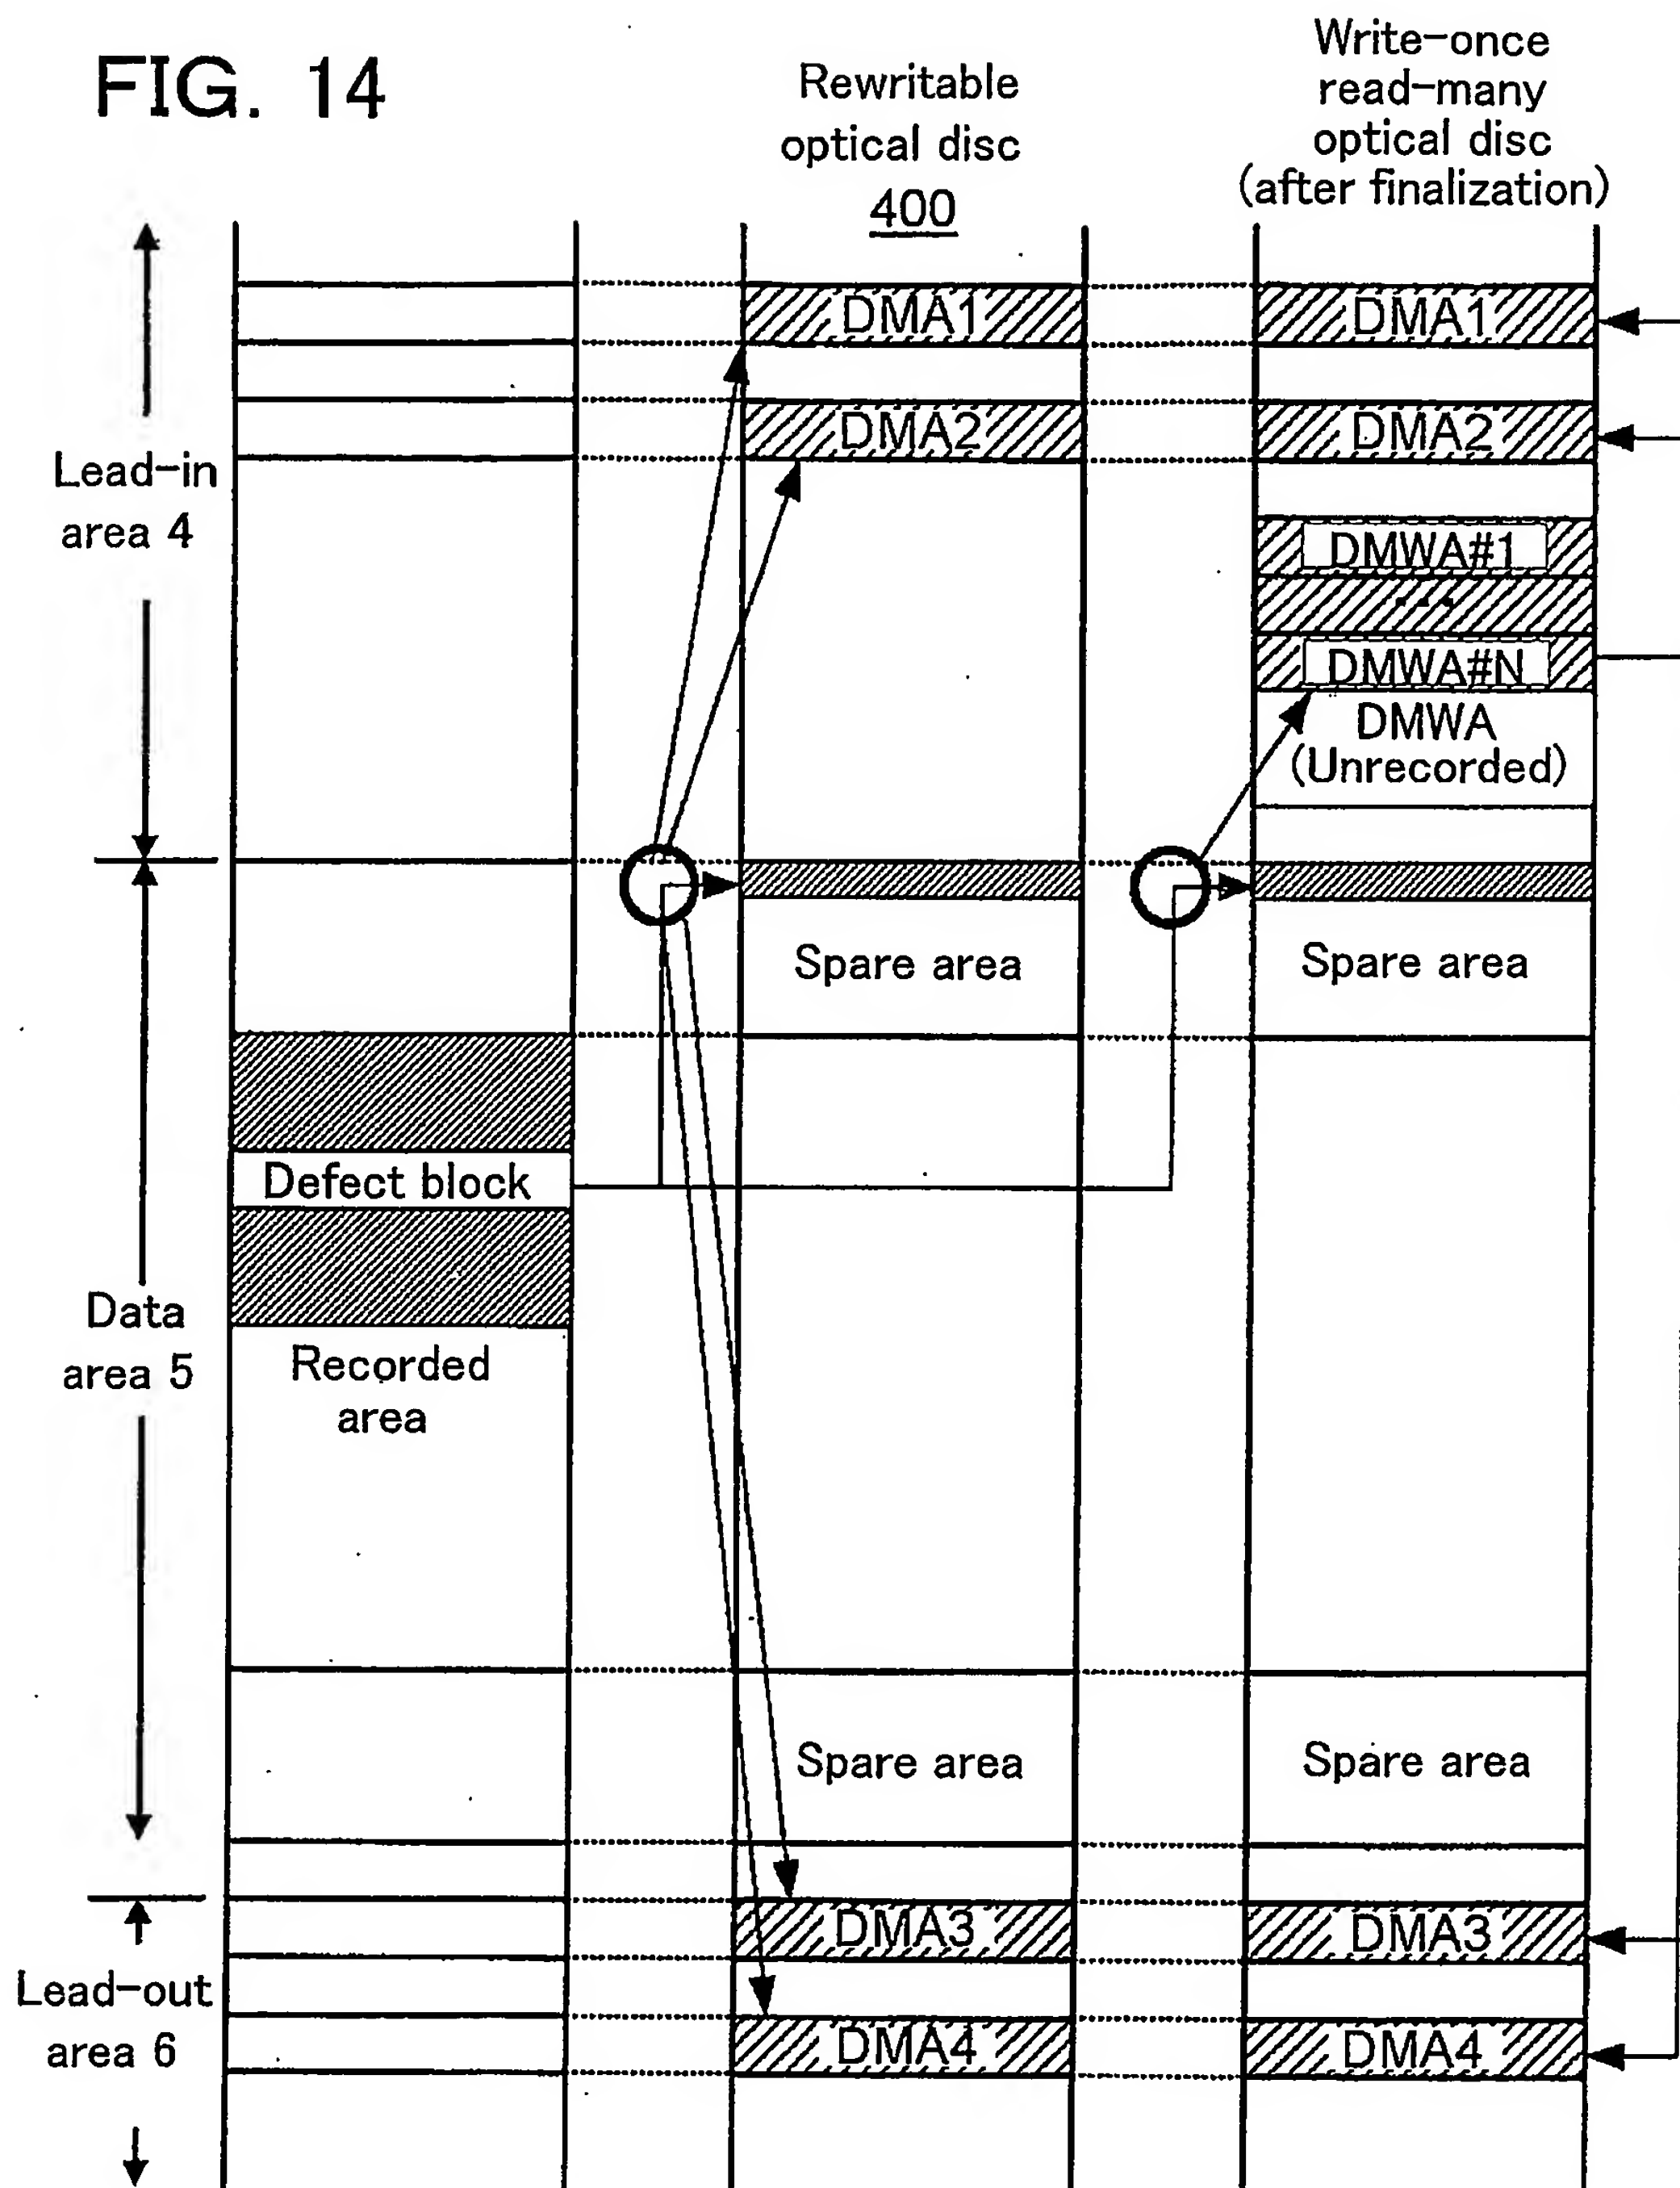 FIG. 14
Rewritable
optical disc
400
Write-once
read-many
optical disc
(after finalization)
Lead-in
area 4
DMA1
DMA1
DMA2
DMA2
DMWA#1
...
DMWA#N
DMWA
(Unrecorded)
Spare area
Spare area
Defect block
Data
area 5
Recorded
area
Spare area
Spare area
Lead-out
area 6
DMA3
DMA3
DMA4
DMA4